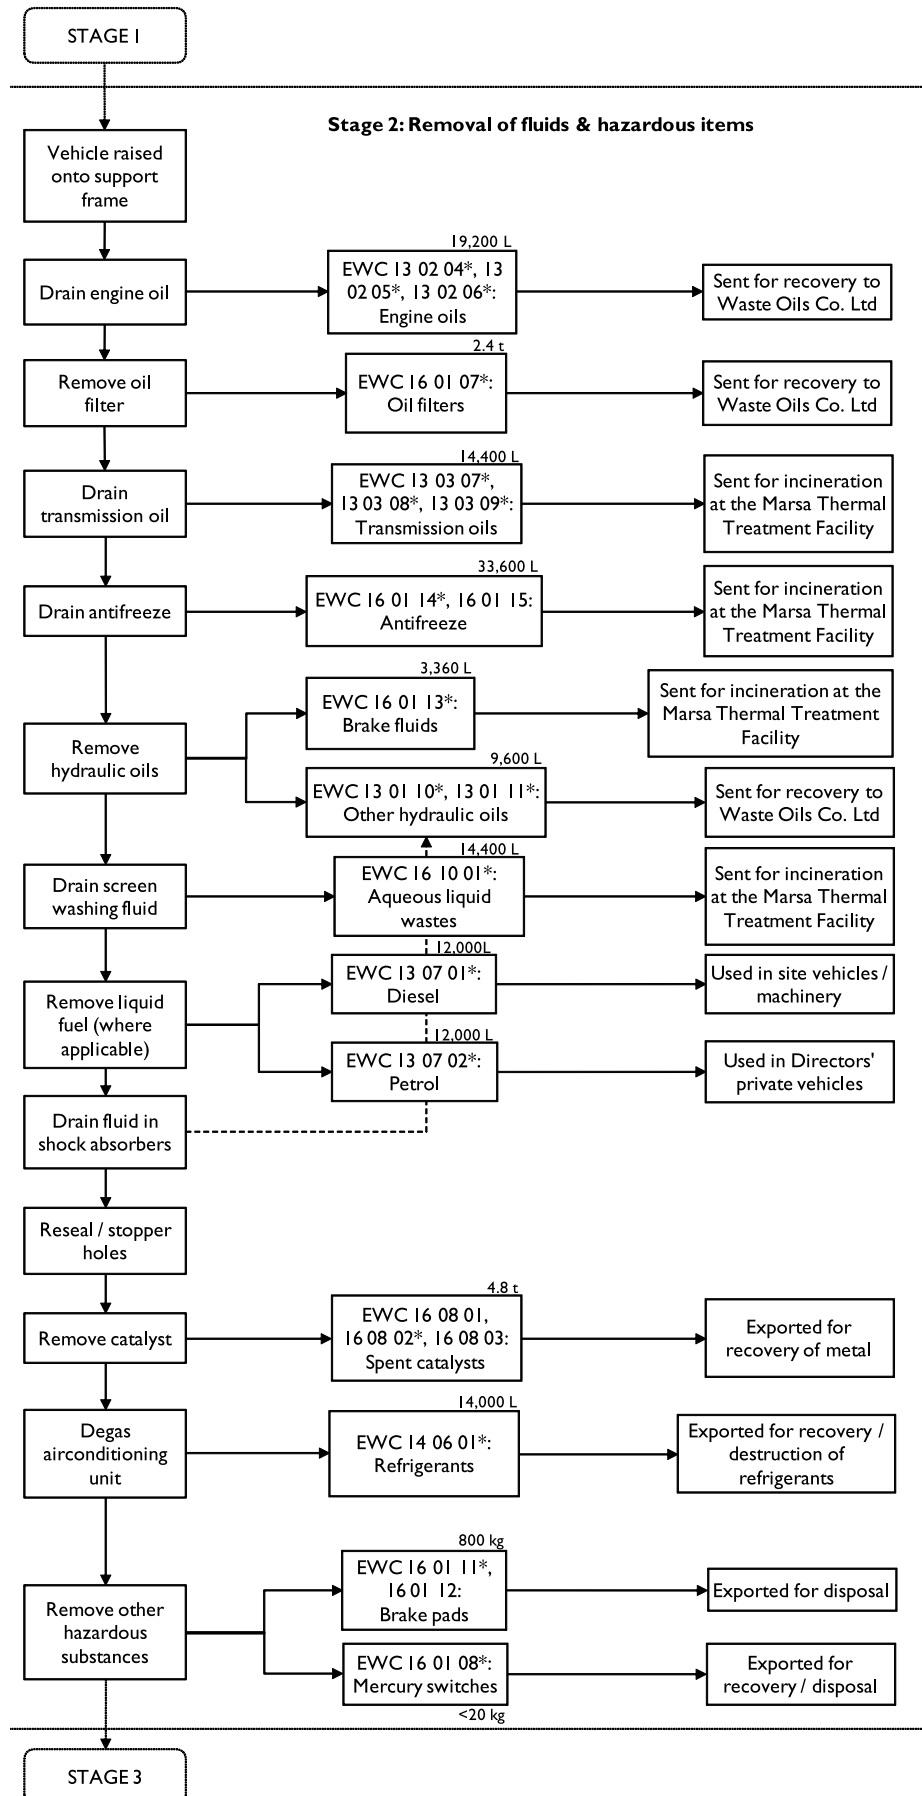 STAGE 1
Stage 2: Removal of fluids & hazardous items
Vehicle raised
onto support
frame
Drain engine oil
19,200 L
EWC 13 02 04*, 13
02 05*, 13 02 06*:
Engine oils
Sent for recovery to
Waste Oils Co. Ltd
Remove oil
filter
2.4 t
EWC 16 01 07*:
Oil filters
Sent for recovery to
Waste Oils Co. Ltd
Drain
transmission oil
14,400 L
EWC 13 03 07*,
13 03 08*, 13 03 09*:
Transmission oils
Sent for incineration
at the Marsa Thermal
Treatment Facility
Drain antifreeze
33,600 L
EWC 16 01 14*, 16 01 15:
Antifreeze
Sent for incineration
at the Marsa Thermal
Treatment Facility
Remove
hydraulic oils
3,360 L
EWC 16 01 13*:
Brake fluids
Sent for incineration at the
Marsa Thermal Treatment
Facility
9,600 L
EWC 13 01 10*, 13 01 11*:
Other hydraulic oils
Sent for recovery to
Waste Oils Co. Ltd
Drain screen
washing fluid
14,400 L
EWC 16 10 01*:
Aqueous liquid
wastes
Sent for incineration
at the Marsa Thermal
Treatment Facility
Remove liquid
fuel (where
applicable)
12,000L
EWC 13 07 01*:
Diesel
Used in site vehicles /
machinery
12,000 L
EWC 13 07 02*:
Petrol
Used in Directors'
private vehicles
Drain fluid in
shock absorbers
Reseal / stopper
holes
Remove catalyst
4.8 t
EWC 16 08 01,
16 08 02*, 16 08 03:
Spent catalysts
Exported for
recovery of metal
Degas
airconditioning
unit
14,000 L
EWC 14 06 01*:
Refrigerants
Exported for recovery /
destruction of
refrigerants
Remove other
hazardous
substances
800 kg
EWC 16 01 11*,
16 01 12:
Brake pads
Exported for disposal
EWC 16 01 08*:
Mercury switches
<20 kg
Exported for
recovery / disposal
STAGE 3